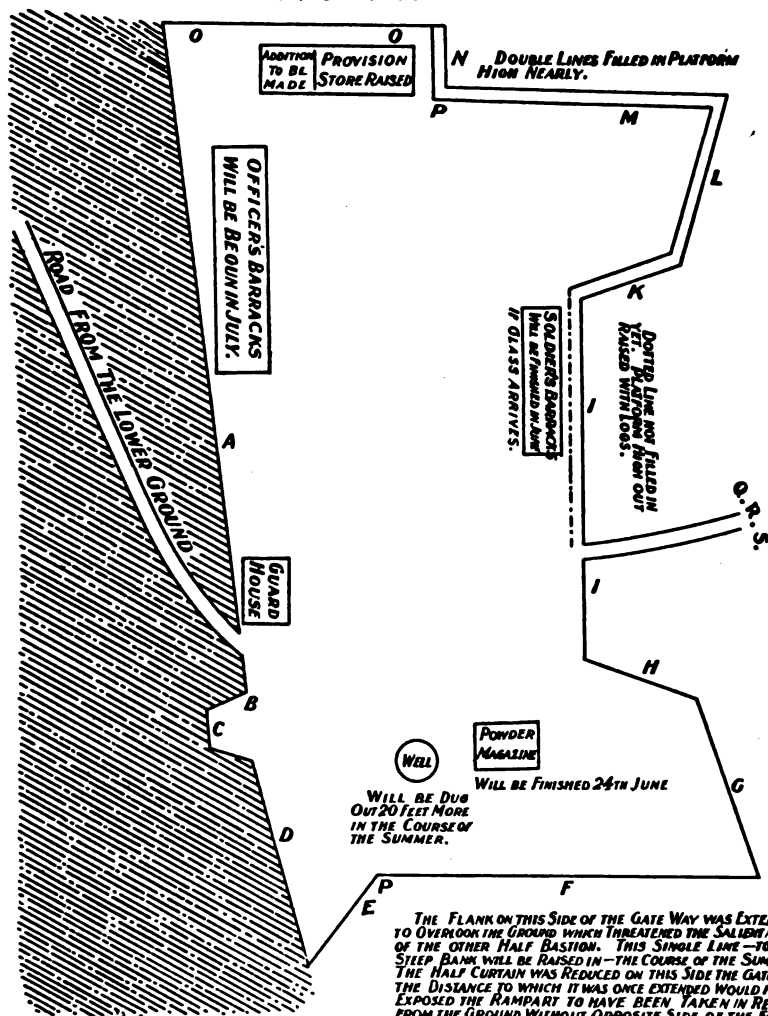 O O
ADDITION TO BE MADE
PROVISION
STORE RAISED
N DOUBLE LINES FILLED IN PLATFORM
HIGH NEARLY.
P
M
L
OFFICER'S BARRACKS
WILL BE BEGUN IN JULY.
K
ROAD FROM THE LOWER GROUND
SOLDIER'S BARRACKS
WILL BE FINISHED IN JUNE
IF GLASS ARRIVES.
DOTTED LINE NOT FILLED IN
YET. PLATFORM HIGH OUT
RAISED WITH LOGS.
I
A
Q.R.S.
GUARD
HOUSE
I
H
B
C
POWDER
MAGAZINE
WELL
WILL BE FINISHED 24TH JUNE
G
WILL BE DUG
OUT 20 FEET MORE
IN THE COURSE OF
THE SUMMER.
D
P
E
F
THE FLANK ON THIS SIDE OF THE GATE WAY WAS
TO OVERLOOK THE GROUND WHICH THREATENED THE SALIENT
OF THE OTHER HALF BASTION. THIS SINGLE LINE—
STEEP BANK WILL BE RAISED IN—THE COURSE OF THE
THE HALF CURTAIN WAS REDUCED ON THIS SIDE THE
THE DISTANCE TO WHICH IT WAS ONCE EXTENDED WOULD
EXPOSED THE RAMPART TO HAVE BEEN TAKEN IN
FROM THE GROUND WITHOUT OPPOSITE SIDE OF THE